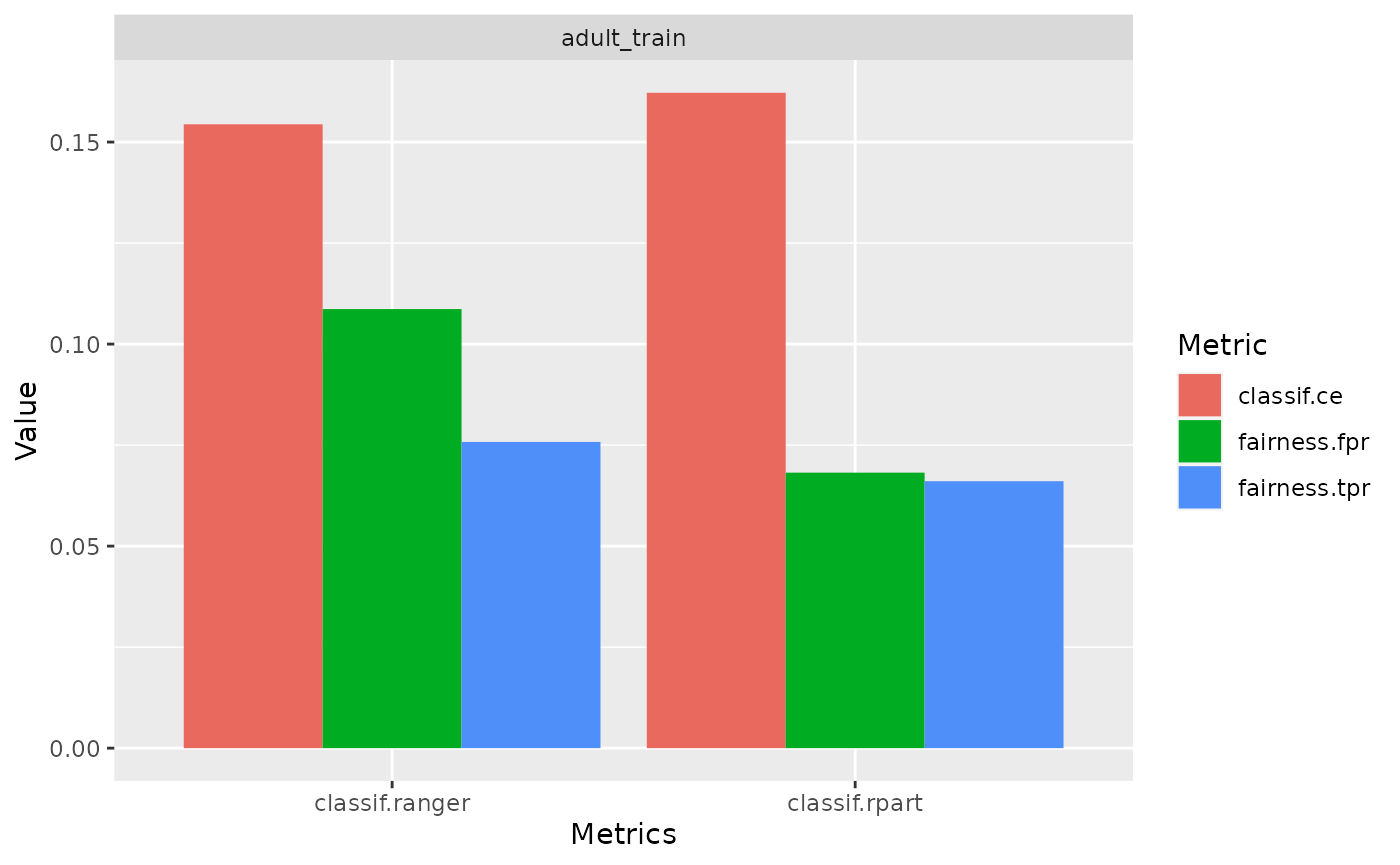 adult_train
0.15
0.10
0.05
0.00
Value
classif.ranger
classif.rpart
Metrics
Metric
classif.ce
fairness.fpr
fairness.tpr